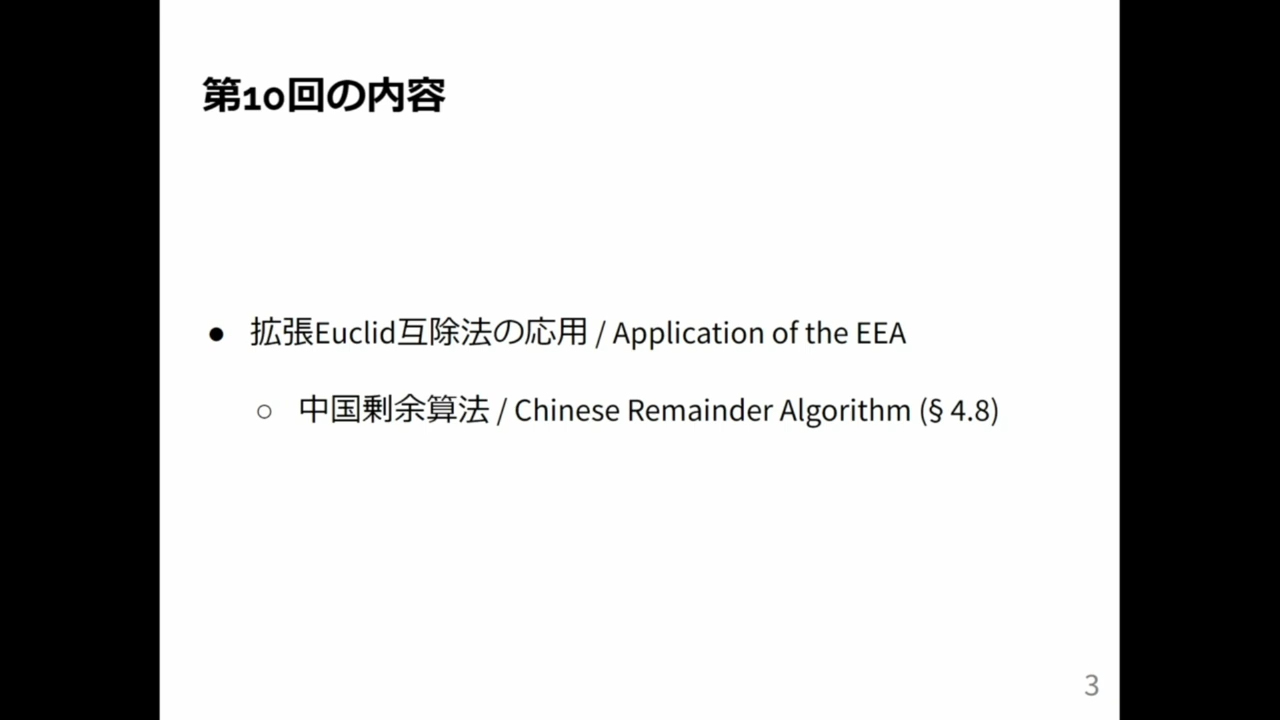 第10回の内容
● 拡張Euclid互除法の応用 / Application of the EEA
○ 中国剰余算法 / Chinese Remainder Algorithm (§ 4.8)
3